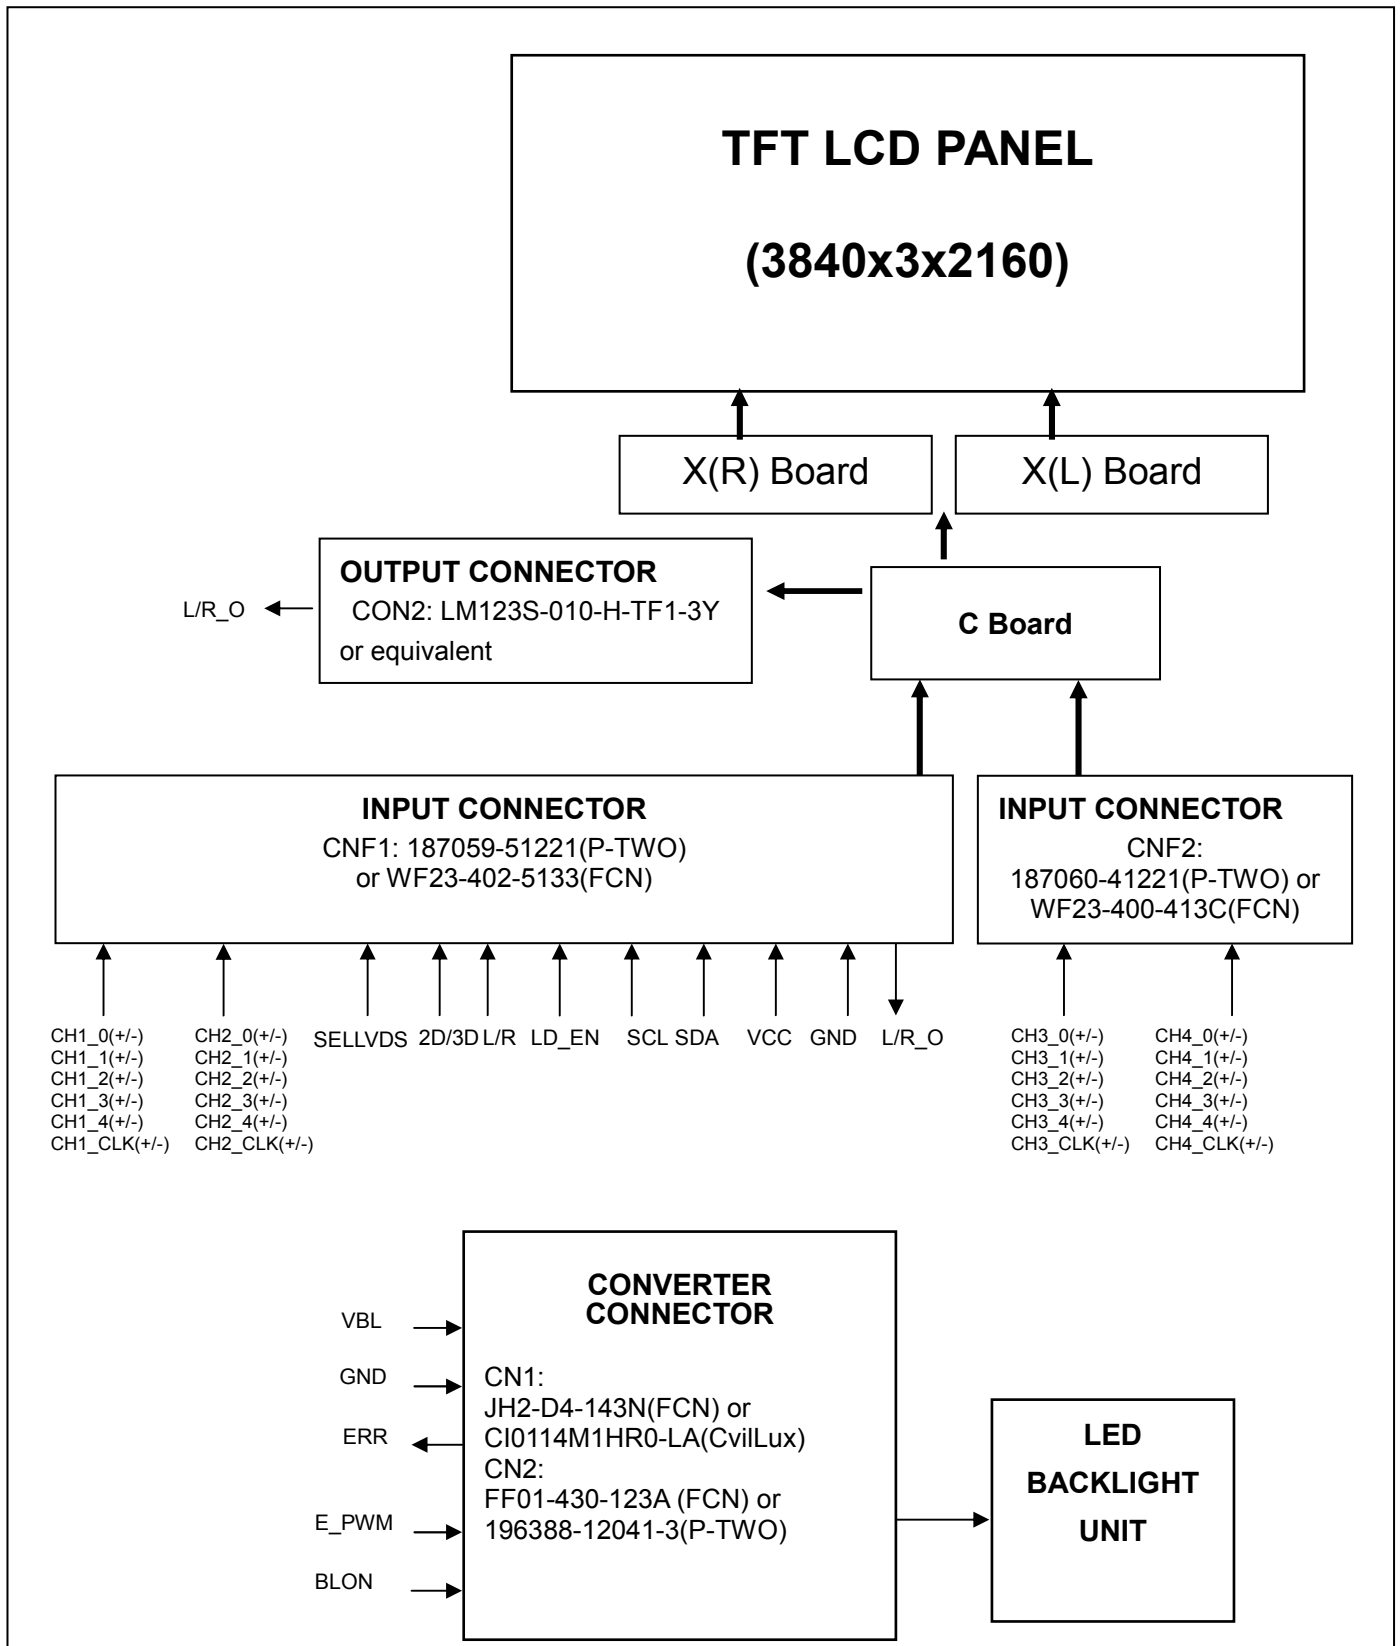 TFT LCD PANEL
(3840x3x2160)
X(R) Board
X(L) Board
OUTPUT CONNECTOR
CON2: LM123S-010-H-TF1-3Y
or equivalent
L/R_O
C Board
INPUT CONNECTOR
CNF1: 187059-51221(P-TWO)
or WF23-402-5133(FCN)
INPUT CONNECTOR
CNF2:
187060-41221(P-TWO) or
WF23-400-413C(FCN)
CH1_0(+/-)
CH1_1(+/-)
CH1_2(+/-)
CH1_3(+/-)
CH1_4(+/-)
CH1_CLK(+/-)
CH2_0(+/-)
CH2_1(+/-)
CH2_2(+/-)
CH2_3(+/-)
CH2_4(+/-)
CH2_CLK(+/-)
SELLVDS
2D/3D
L/R
LD_EN
SCL
SDA
VCC
GND
L/R_O
CH3_0(+/-)
CH3_1(+/-)
CH3_2(+/-)
CH3_3(+/-)
CH3_4(+/-)
CH3_CLK(+/-)
CH4_0(+/-)
CH4_1(+/-)
CH4_2(+/-)
CH4_3(+/-)
CH4_4(+/-)
CH4_CLK(+/-)
VBL
GND
ERR
E_PWM
BLON
CONVERTER
CONNECTOR
CN1:
JH2-D4-143N(FCN) or
CI0114M1HR0-LA(CvilLux)
CN2:
FF01-430-123A (FCN) or
196388-12041-3(P-TWO)
LED
BACKLIGHT
UNIT